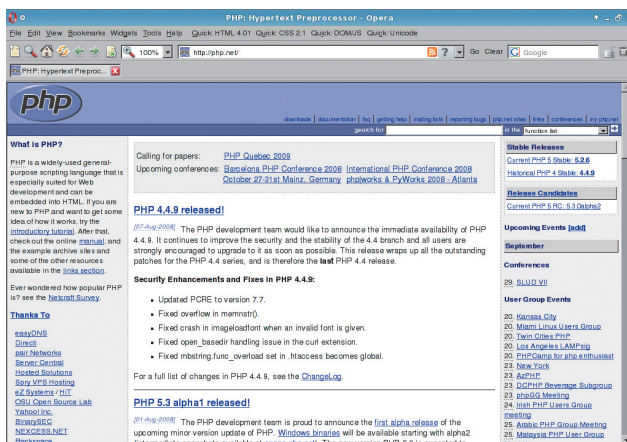 PHP: Hypertext Preprocessor - Opera
File Edit View Bookmarks Widgets Tools Help Quick: HTML 4.01 Quick: CSS 2.1 Quick: DOMUS Quick: Unicode
100% http://php.net/ ? Go Clear Google
PHP: Hypertext Preproc...
php
downloads | documentation | faq | getting help | mailing lists | reporting bugs | php.net sites | links | conferences | my php.net
search for in the function list
What is PHP?
PHP is a widely-used general-
purpose scripting language that is
especially suited for Web
development and can be
embedded into HTML. If you are
new to PHP and want to get some
idea of how it works, try the
introductory tutorial. After that,
check out the online manual, and
the example archive sites and
some of the other resources
available in the links section.
Ever wondered how popular PHP
is? see the Netcraft Survey.
Thanks To
easyDNS
Directi
pair Networks
Server Central
Hosted Solutions
Spry VPS Hosting
eZ Systems / HiT
OSU Open Source Lab
Yahoo! Inc.
BinarySEC
NEXCESS.NET
Rackspace
Calling for papers: PHP Quebec 2009
Upcoming conferences: Barcelona PHP Conference 2008 International PHP Conference 2008
October 27-31st Mainz, Germany php|works & PyWorks 2008 - Atlanta
PHP 4.4.9 released!
[07-Aug-2008] The PHP development team would like to announce the immediate availability of PHP
4.4.9. It continues to improve the security and the stability of the 4.4 branch and all users are
strongly encouraged to upgrade to it as soon as possible. This release wraps up all the outstanding
patches for the PHP 4.4 series, and is therefore the last PHP 4.4 release.
Security Enhancements and Fixes in PHP 4.4.9:
Updated PCRE to version 7.7.
Fixed overflow in memnstr().
Fixed crash in imageloadfont when an invalid font is given.
Fixed open_basedir handling issue in the curl extension.
Fixed mbstring.func_overload set in .htaccess becomes global.
For a full list of changes in PHP 4.4.9, see the ChangeLog.
PHP 5.3 alpha1 released!
[01-Aug-2008] The PHP development team is proud to announce the first alpha release of the
upcoming minor version update of PHP. Windows binaries will be available starting with alpha2
Stable Releases
Current PHP 5 Stable: 5.2.6
Historical PHP 4 Stable: 4.4.9
Release Candidates
Current PHP 5 RC: 5.3.0alpha2
Upcoming Events [add]
September
Conferences
29. SLUD VII
User Group Events
20. Kansas City
20. Miami Linux Users Group
20. Twin Cities PHP
20. Los Angeles LAMPsig
20. PHPCamp for php enthusiast
23. New York
23. AzPHP
23. DCPHP Beverage Subgroup
23. phpGG Meeting
24. Irish PHP Users Group
meeting
25. Arabic PHP Group Meeting
25. Malaysia PHP User Group